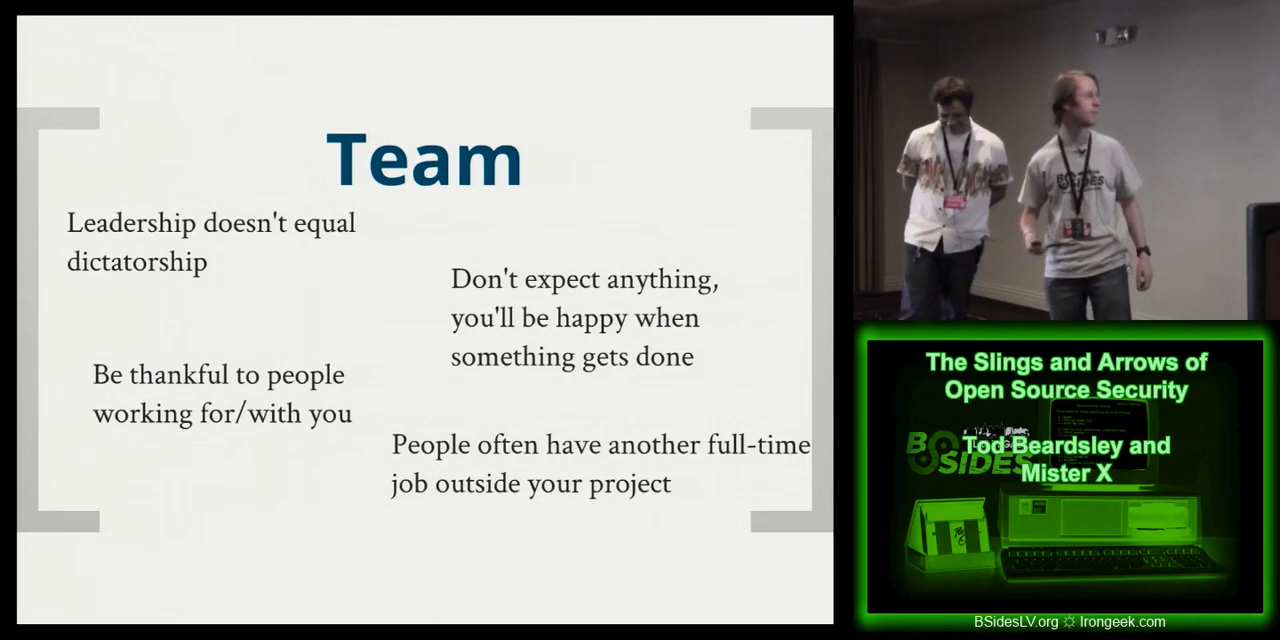 Team
Leadership doesn't equal
dictatorship
Don't expect anything,
you'll be happy when
something gets done
Be thankful to people
working for/with you
People often have another full-time
job outside your project
BSIDES
The Slings and Arrows of
Open Source Security
BSIDES
Tod Beardsley and
Mister X
BSidesLV.org ☼ Irongeek.com